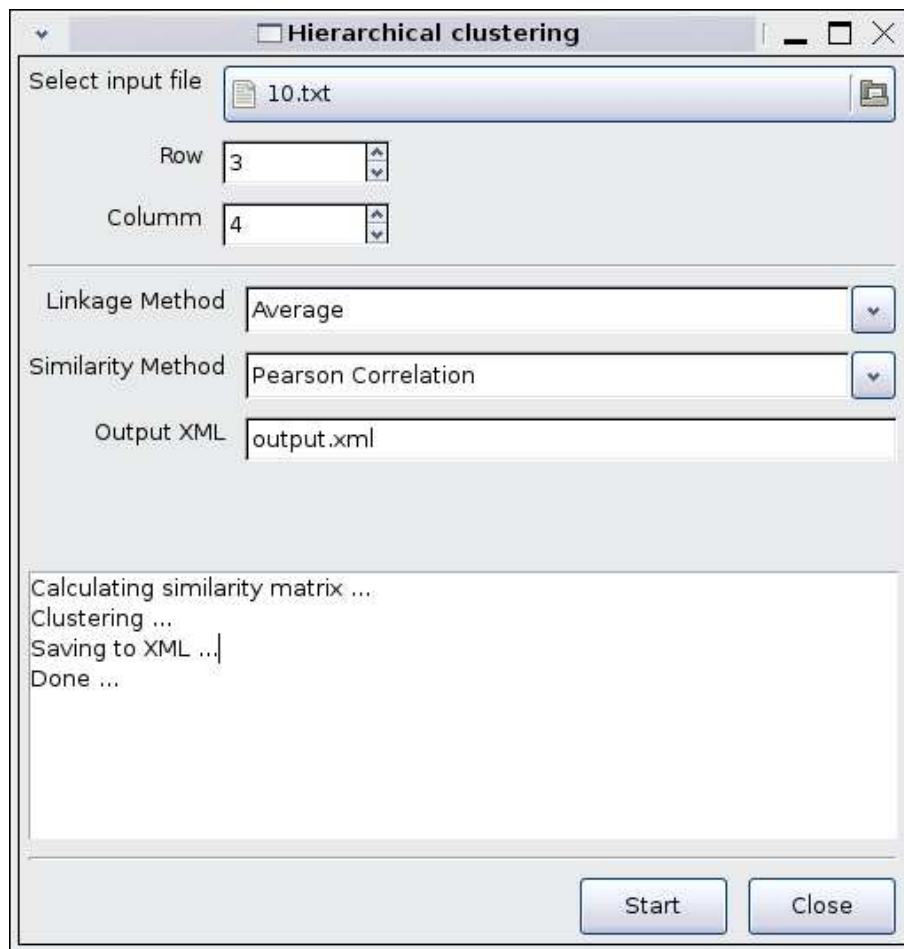 Hierarchical clustering
Select input file
10.txt
Row
3
Columm
4
Linkage Method
Average
Similarity Method
Pearson Correlation
Output XML
output.xml
Calculating similarity matrix ...
Clustering ...
Saving to XML ...
Done ...
Start
Close